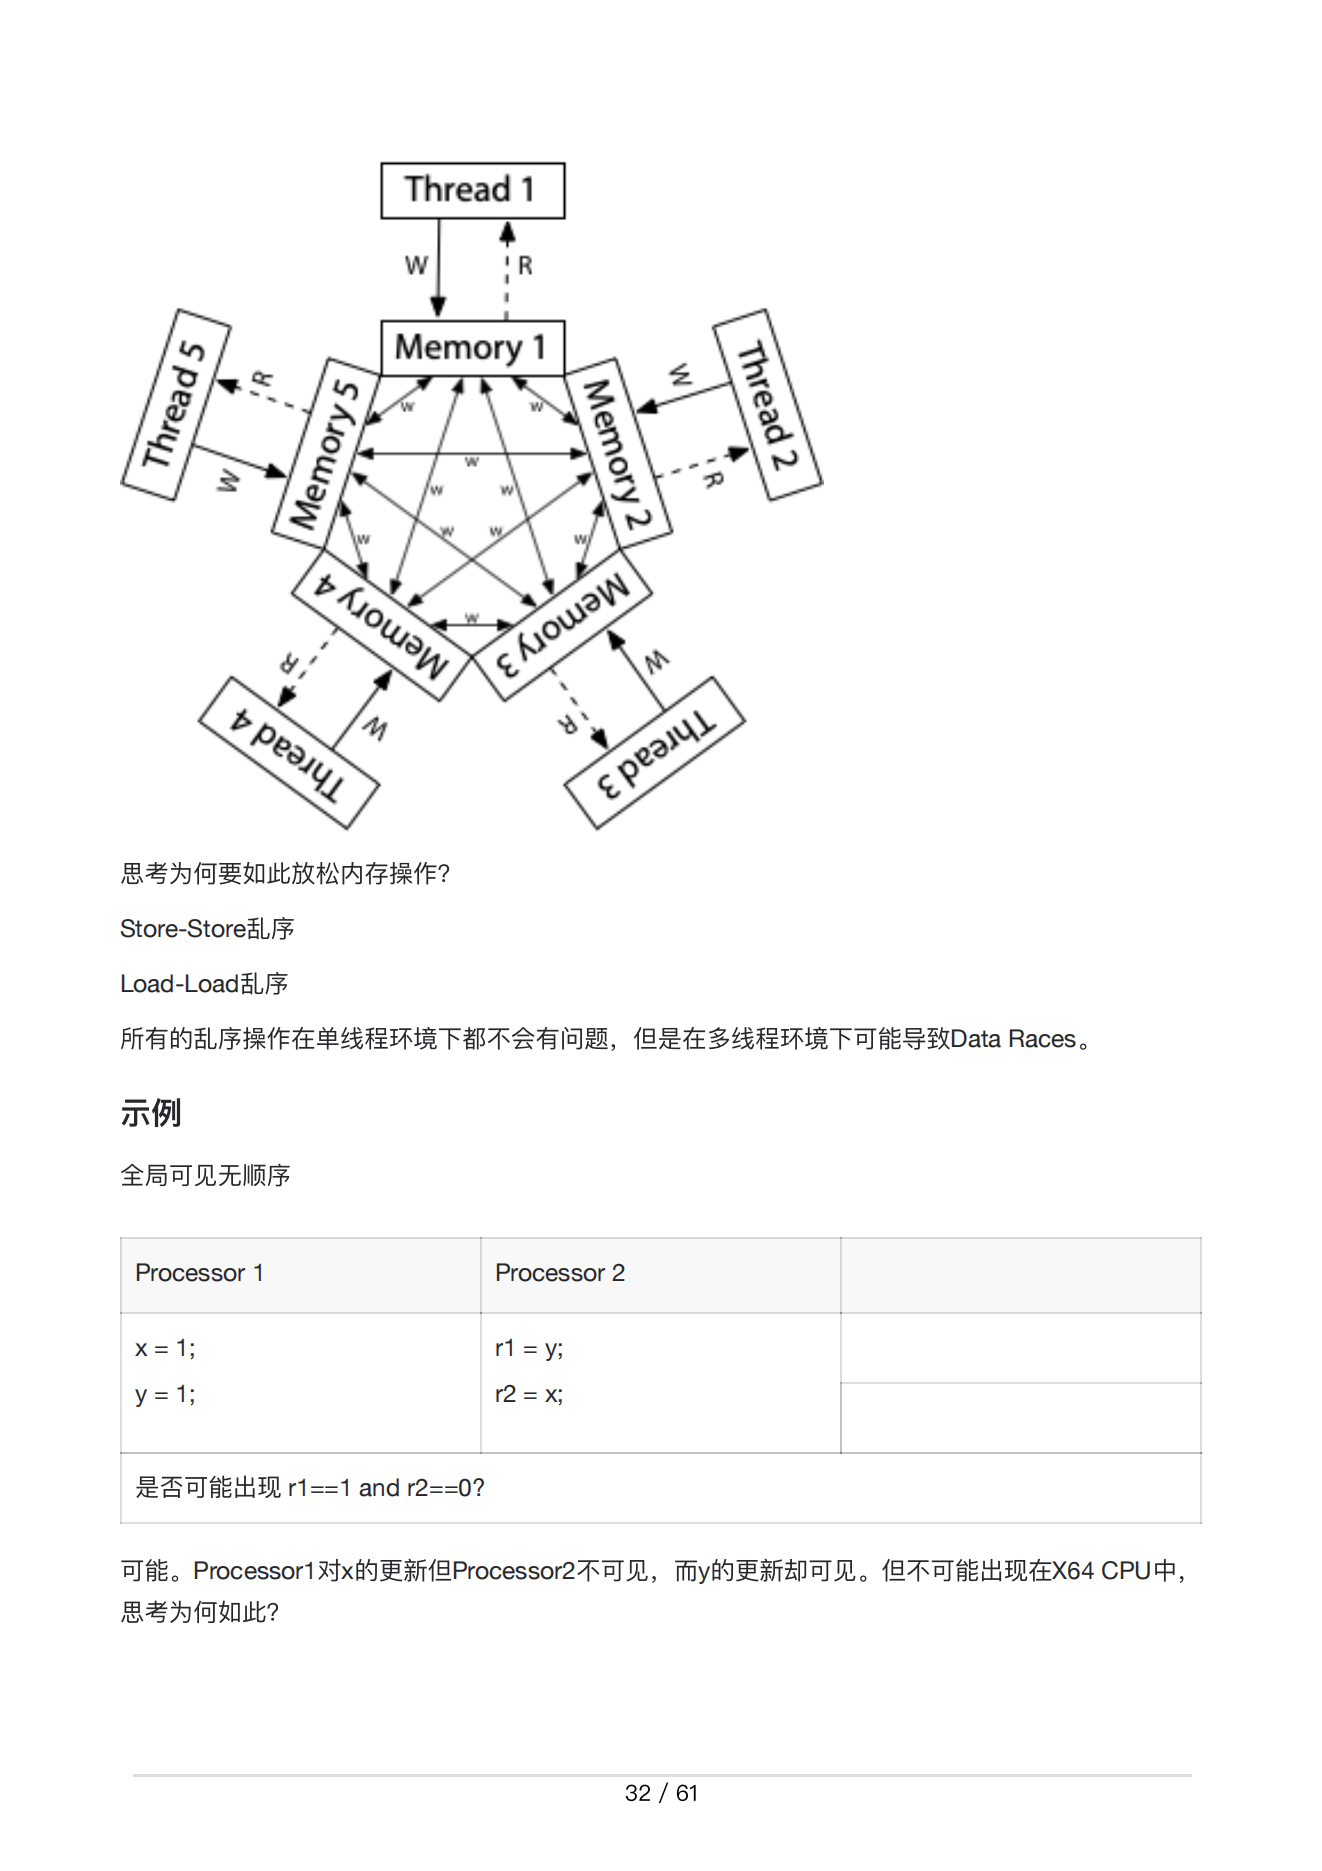 Thread 1
W
R
Memory 1
Thread 5
R
W
Memory 5
Memory 2
W
R
Thread 2
w
w
w
w
w
w
w
w
w
w
Memory 4
Memory 3
R
W
Thread 4
R
W
Thread 3
思考为何要如此放松内存操作?
Store-Store乱序
Load-Load乱序
所有的乱序操作在单线程环境下都不会有问题，但是在多线程环境下可能导致Data Races。
示例
全局可见无顺序
Processor 1
Processor 2
x = 1;
y = 1;
r1 = y;
r2 = x;
是否可能出现 r1==1 and r2==0?
可能。Processor1对x的更新但Processor2不可见，而y的更新却可见。但不可能出现在X64 CPU中，
思考为何如此?
32 / 61